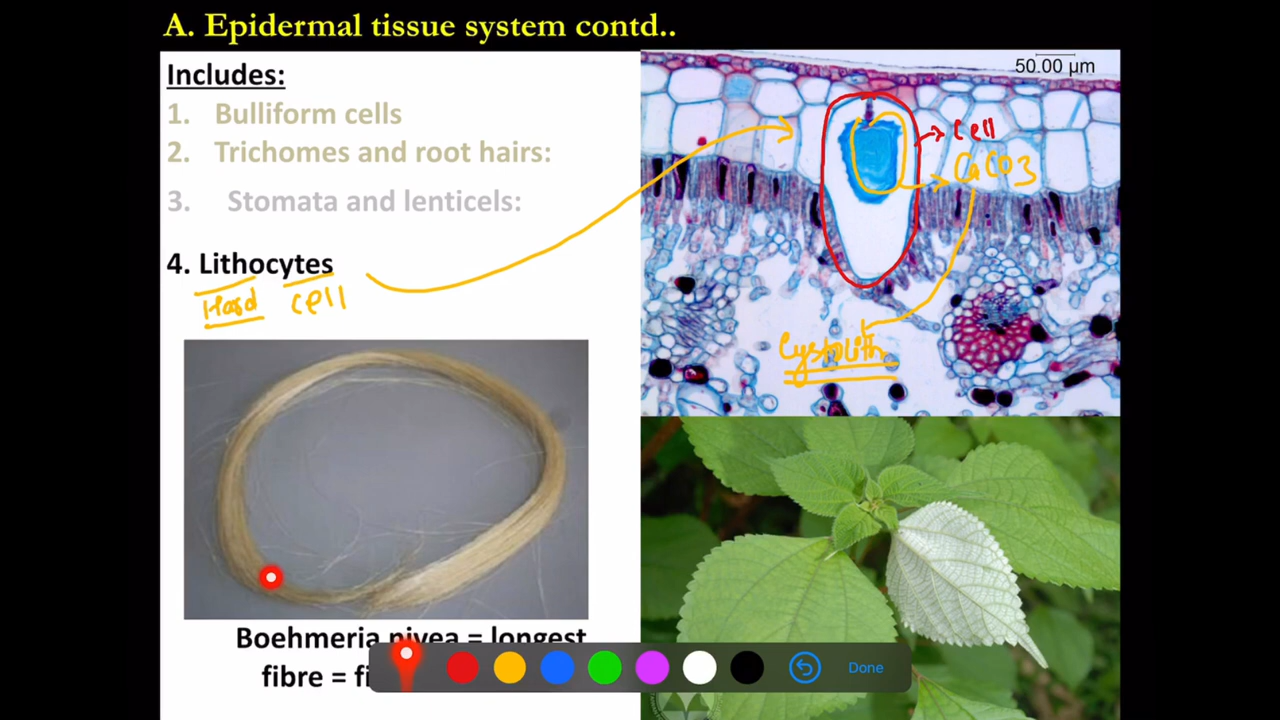 A. Epidermal tissue system contd..
Includes:
1. Bulliform cells
2. Trichomes and root hairs:
3. Stomata and lenticels:
4. Lithocytes
Hard cell
Boehmeria nivea = longest
fibre =
50.00 µm
cell
CaCO3
Cystolith
Done